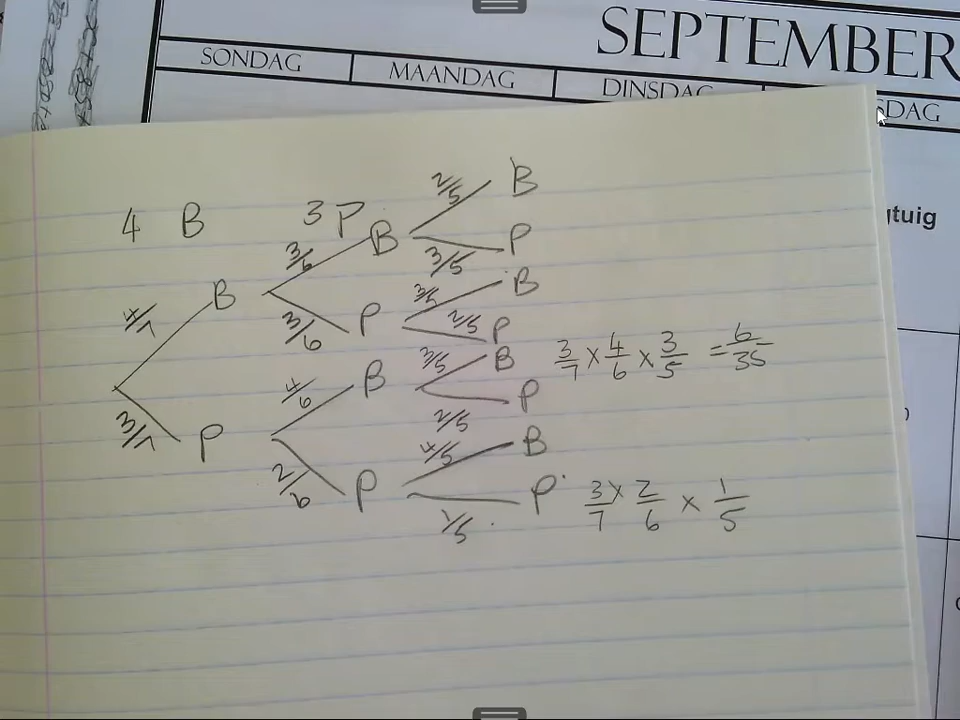 SEPTEMBER
SONDAG MAANDAG DINSDAG SDAG
gtuig
4 B 3 P
2/5 B
3/6 B
3/5 P
4/7 B
3/5 B
3/6 P
2/5 P
3/5 B 3/7 × 4/6 × 3/5 = 6/35
4/6 B
2/5 P
3/7 P
4/5 B
2/6 P
1/5 P 3/7 × 2/6 × 1/5